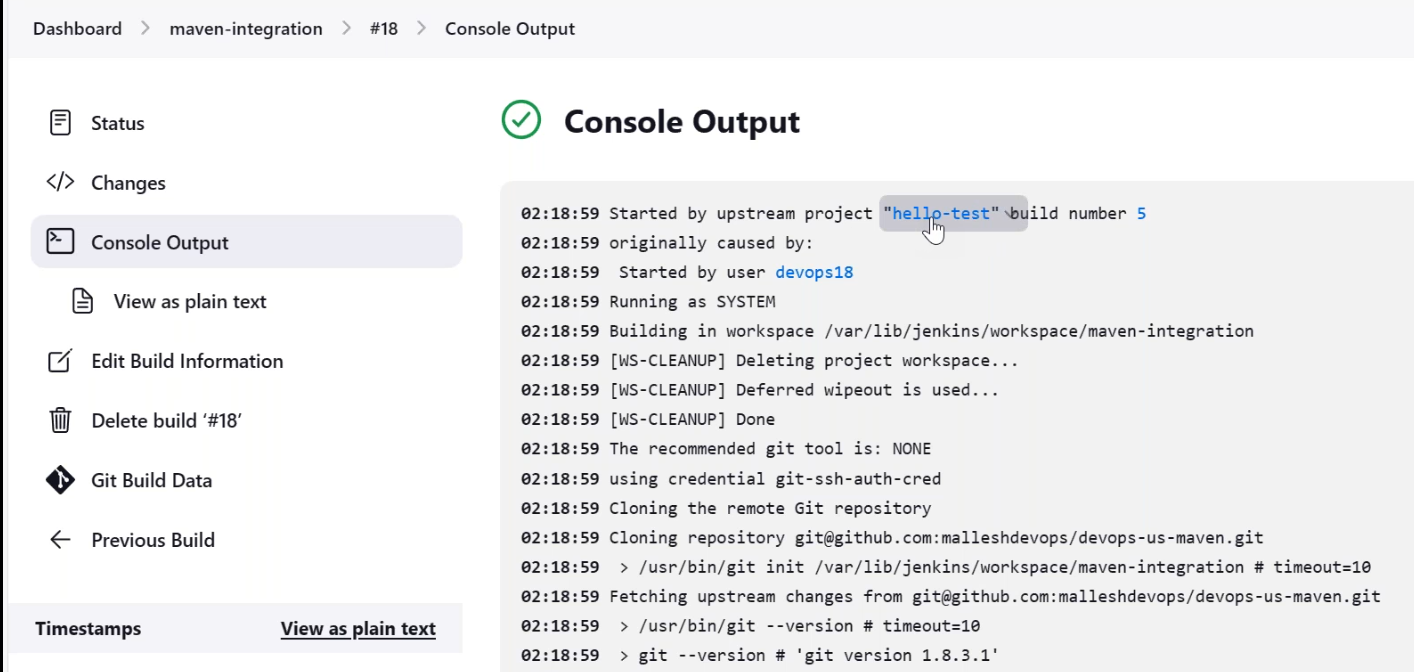 Dashboard > maven-integration > #18 > Console Output
Status
Changes
Console Output
View as plain text
Edit Build Information
Delete build ‘#18’
Git Build Data
Previous Build
Timestamps View as plain text
Console Output
02:18:59 Started by upstream project "hello-test" build number 5
02:18:59 originally caused by:
02:18:59  Started by user devops18
02:18:59 Running as SYSTEM
02:18:59 Building in workspace /var/lib/jenkins/workspace/maven-integration
02:18:59 [WS-CLEANUP] Deleting project workspace...
02:18:59 [WS-CLEANUP] Deferred wipeout is used...
02:18:59 [WS-CLEANUP] Done
02:18:59 The recommended git tool is: NONE
02:18:59 using credential git-ssh-auth-cred
02:18:59 Cloning the remote Git repository
02:18:59 Cloning repository git@github.com:malleshdevops/devops-us-maven.git
02:18:59  > /usr/bin/git init /var/lib/jenkins/workspace/maven-integration # timeout=10
02:18:59 Fetching upstream changes from git@github.com:malleshdevops/devops-us-maven.git
02:18:59  > /usr/bin/git --version # timeout=10
02:18:59  > git --version # 'git version 1.8.3.1'